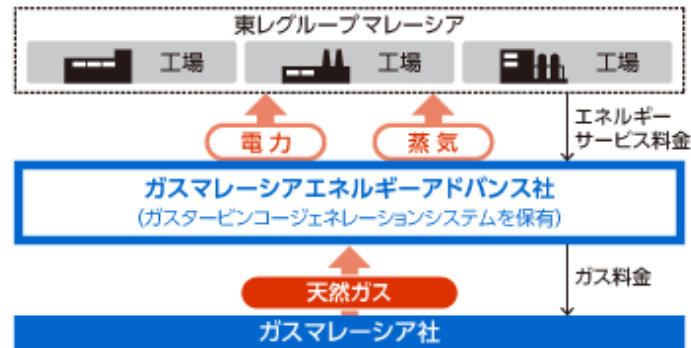 東レグループマレーシア
工場
工場
工場
エネルギー
サービス料金
電力
蒸気
ガスマレーシアエネルギーアドバンス社
(ガスタービンコージェネレーションシステムを保有)
天然ガス
ガス料金
ガスマレーシア社